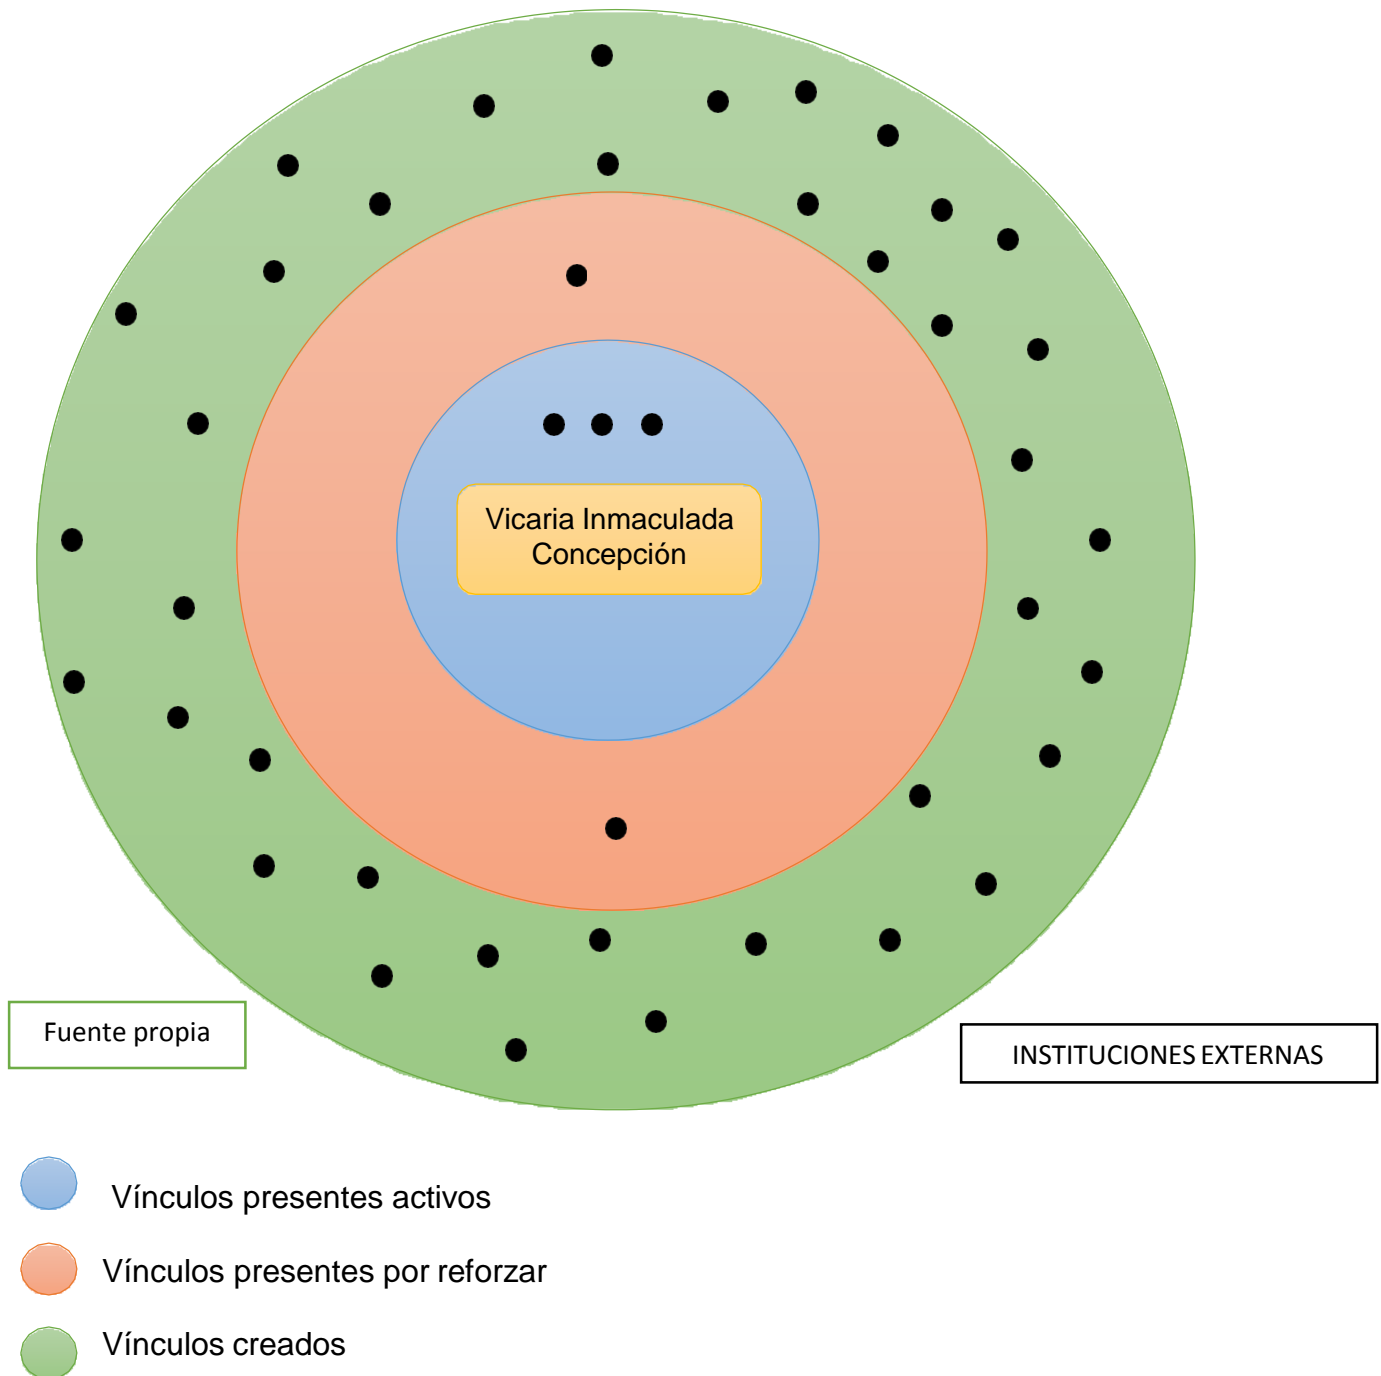 Vicaria Inmaculada
Concepción
Fuente propia
INSTITUCIONES EXTERNAS
Vínculos presentes activos
Vínculos presentes por reforzar
Vínculos creados